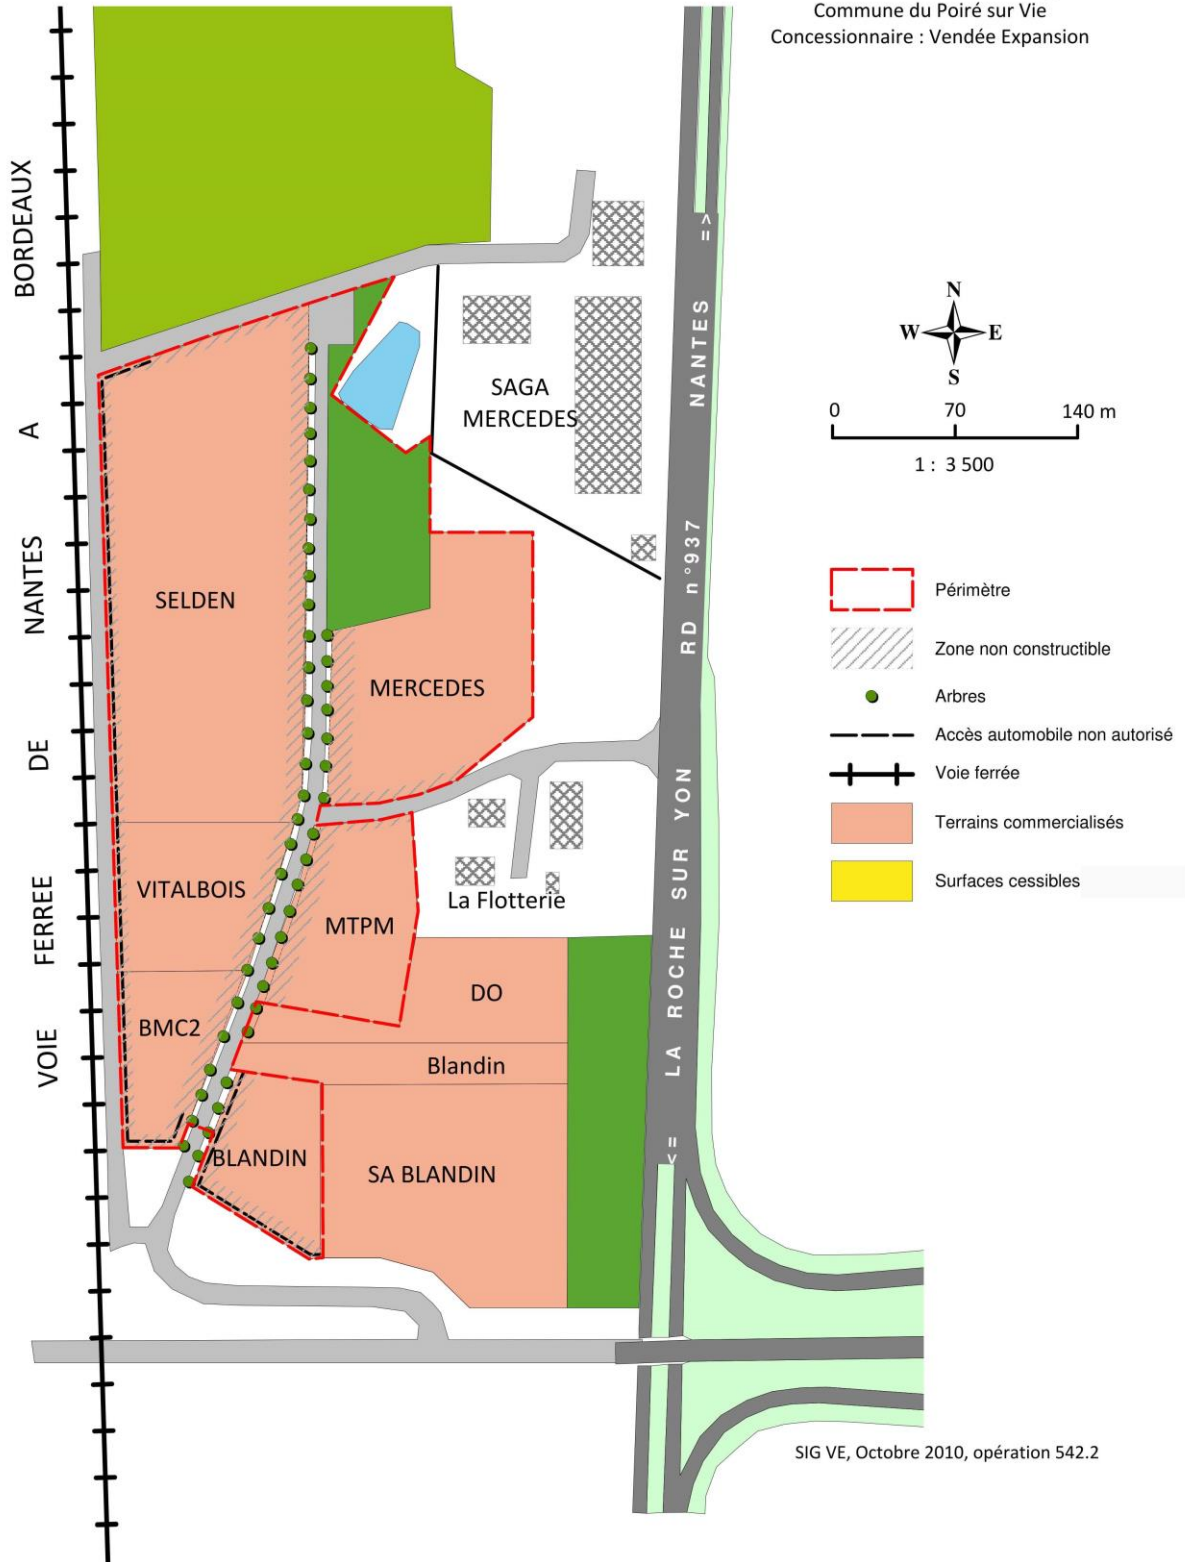 Commune du Poiré sur Vie
Concessionnaire : Vendée Expansion
VOIE FERREE DE NANTES A BORDEAUX
SAGA
MERCEDES
SELDEN
MERCEDES
VITALBOIS
MTPM
La Flotterie
BMC2
DO
Blandin
BLANDIN
SA BLANDIN
<= LA ROCHE SUR YON RD n°937 NANTES =>
N
W E
S
0 70 140 m
1 : 3 500
Périmètre
Zone non constructible
Arbres
Accès automobile non autorisé
Voie ferrée
Terrains commercialisés
Surfaces cessibles
SIG VE, Octobre 2010, opération 542.2